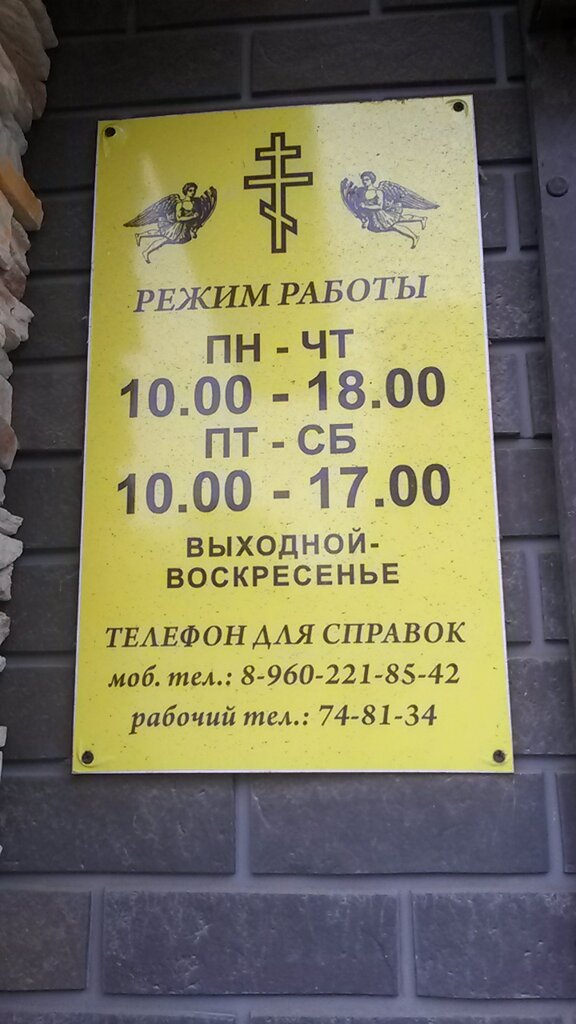 РЕЖИМ РАБОТЫ
ПН - ЧТ
10.00 - 18.00
ПТ - СБ
10.00 - 17.00
ВЫХОДНОЙ-
ВОСКРЕСЕНЬЕ
ТЕЛЕФОН ДЛЯ СПРАВОК
моб. тел.: 8-960-221-85-42
рабочий тел.: 74-81-34